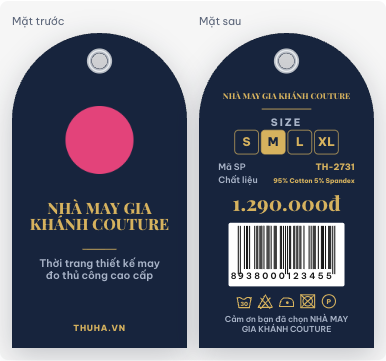 Mặt trước
NHÀ MAY GIA
KHÁNH COUTURE
Thời trang thiết kế may
đo thủ công cao cấp
THUHA.VN
Mặt sau
NHÀ MAY GIA KHÁNH COUTURE
SIZE
S M L XL
Mã SP TH-2731
Chất liệu 95% Cotton 5% Spandex
1.290.000đ
8938000123455
30 P
Cảm ơn bạn đã chọn NHÀ MAY
GIA KHÁNH COUTURE